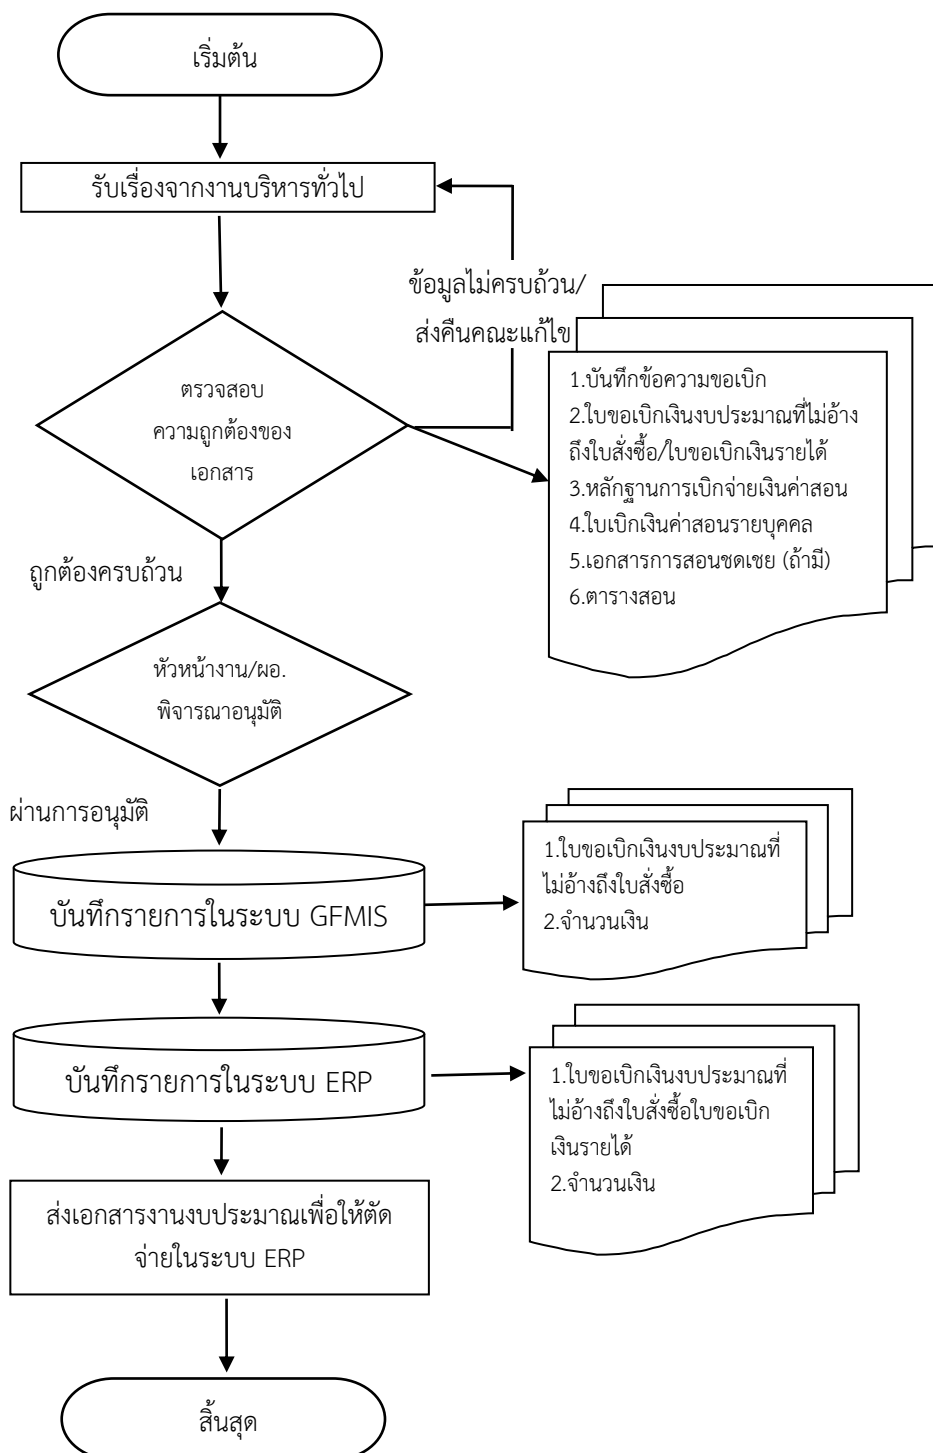 เริ่มต้น
รับเรื่องจากงานบริหารทั่วไป
ข้อมูลไม่ครบถ้วน/
ส่งคืนคณะแก้ไข
ตรวจสอบ
ความถูกต้องของ
เอกสาร
1.บันทึกข้อความขอเบิก
2.ใบขอเบิกเงินงบประมาณที่ไม่อ้าง
ถึงใบสั่งซื้อ/ใบขอเบิกเงินรายได้
3.หลักฐานการเบิกจ่ายเงินค่าสอน
4.ใบเบิกเงินค่าสอนรายบุคคล
5.เอกสารการสอนชดเชย (ถ้ามี)
6.ตารางสอน
ถูกต้องครบถ้วน
หัวหน้างาน/ผอ.
พิจารณาอนุมัติ
ผ่านการอนุมัติ
บันทึกรายการในระบบ GFMIS
1.ใบขอเบิกเงินงบประมาณที่
ไม่อ้างถึงใบสั่งซื้อ
2.จำนวนเงิน
บันทึกรายการในระบบ ERP
1.ใบขอเบิกเงินงบประมาณที่
ไม่อ้างถึงใบสั่งซื้อใบขอเบิก
เงินรายได้
2.จำนวนเงิน
ส่งเอกสารงานงบประมาณเพื่อให้ตัด
จ่ายในระบบ ERP
สิ้นสุด